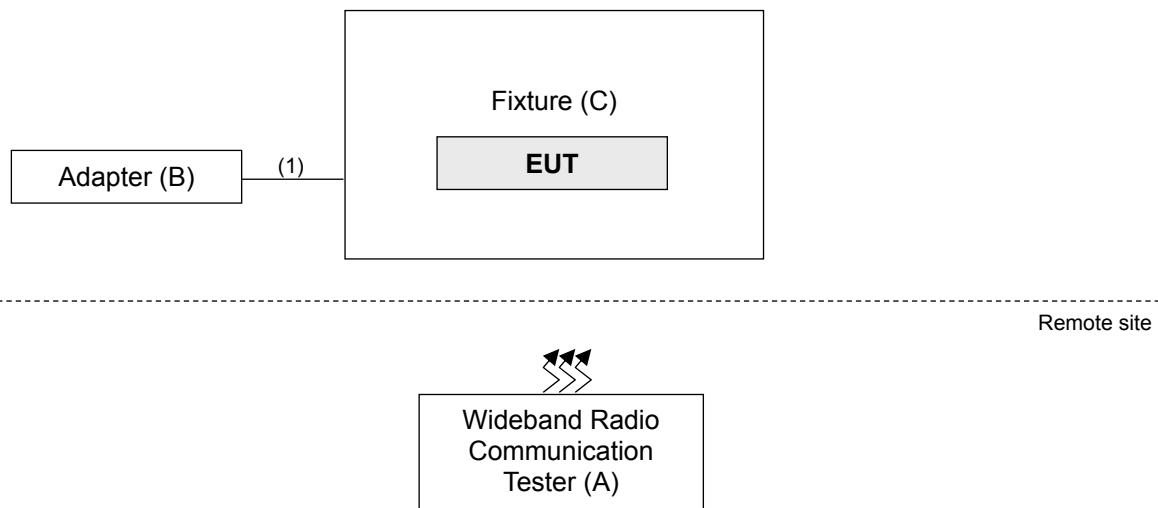 Fixture (C)
EUT
Adapter (B)
(1)
Remote site
Wideband Radio
Communication
Tester (A)